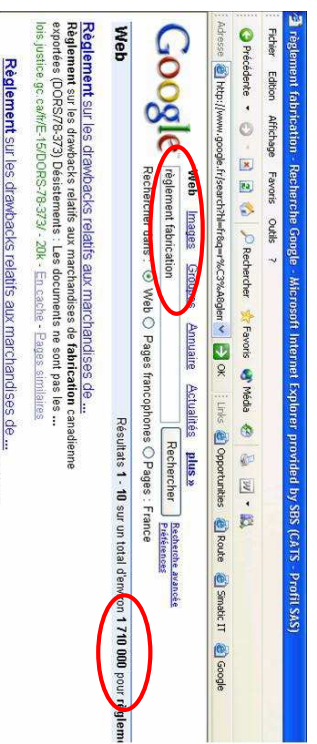 règlement fabrication - Recherche Google - Microsoft Internet Explorer provided by SBS (CATS - Profil SAS)
Fichier Edition Affichage Favoris Outils ?
Précédente Rechercher Favoris Média
Adresse http://www.google.fr/search?hl=fr&q=r%C3%A8glem OK Links Opportunities Route Simatic IT Google
Google
Web Images Groupes Annuaire Actualités plus »
règlement fabrication Rechercher Recherche avancée
Préférences
Rechercher dans : Web Pages francophones Pages : France
Web Résultats 1 - 10 sur un total d'environ 1 710 000 pour règleme
Règlement sur les drawbacks relatifs aux marchandises de ...
Règlement sur les drawbacks relatifs aux marchandises de fabrication canadienne
exportées (DORS/78-373) Désistements : Les documents ne sont pas les ...
lois.justice.gc.ca/fr/E-15/DORS-78-373/ - 20k - En cache - Pages similaires
Règlement sur les drawbacks relatifs aux marchandises de ...